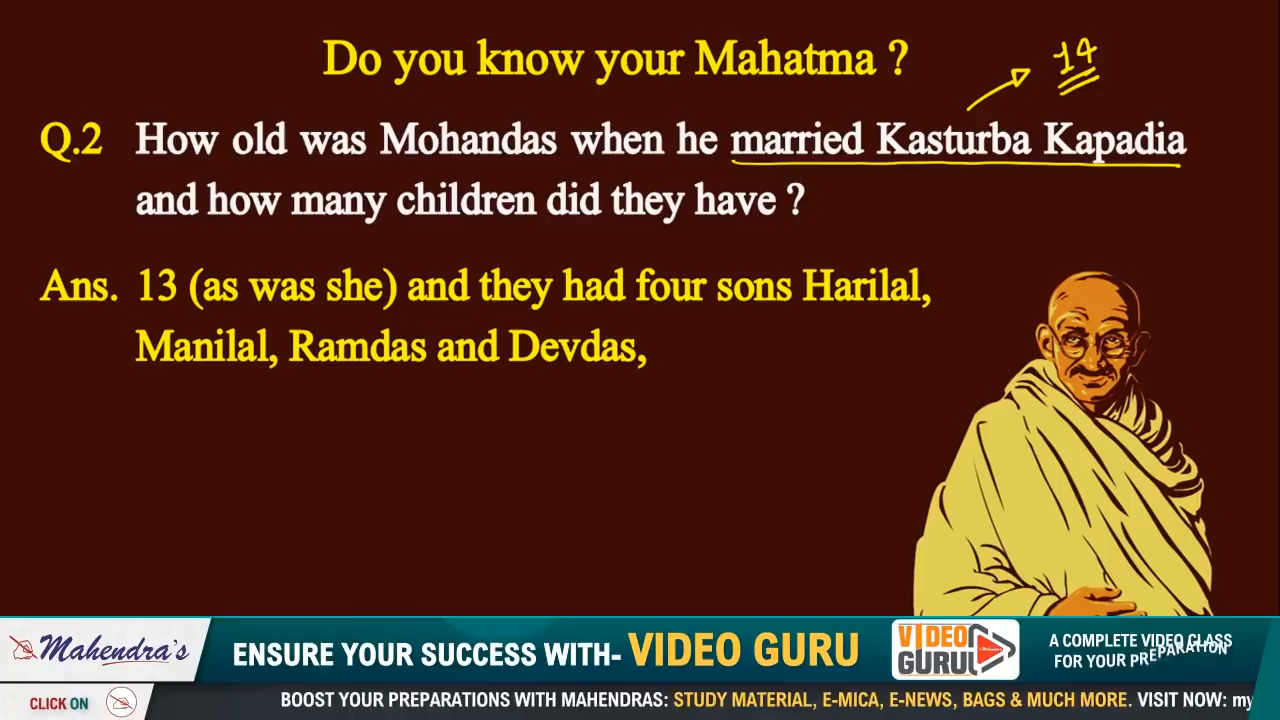 Do you know your Mahatma ?
14
Q.2 How old was Mohandas when he married Kasturba Kapadia
and how many children did they have ?
Ans. 13 (as was she) and they had four sons Harilal,
Manilal, Ramdas and Devdas,
Mahendra's
ENSURE YOUR SUCCESS WITH- VIDEO GURU
VIDEO
GURU
A COMPLETE VIDEO CLASS
FOR YOUR PREPARATION
CLICK ON
BOOST YOUR PREPARATIONS WITH MAHENDRAS: STUDY MATERIAL, E-MICA, E-NEWS, BAGS & MUCH MORE. VISIT NOW: my